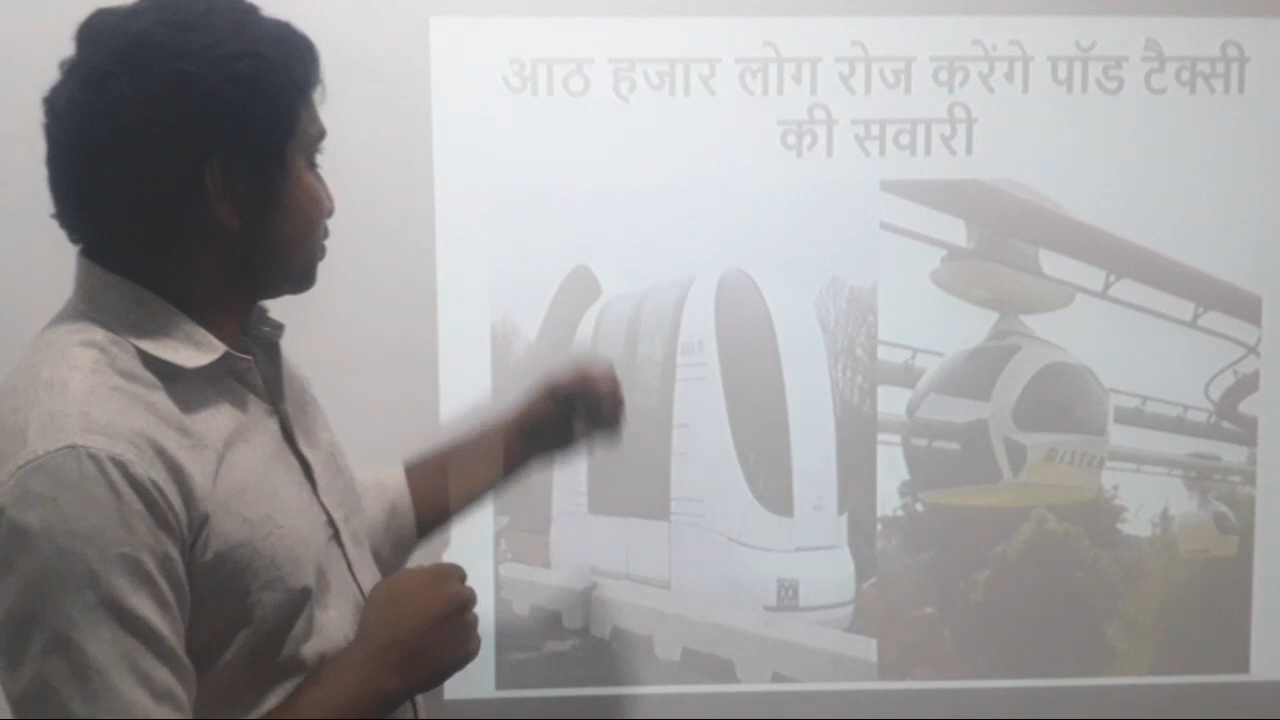 आठ हजार लोग रोज करेंगे पॉड टैक्सी
की सवारी